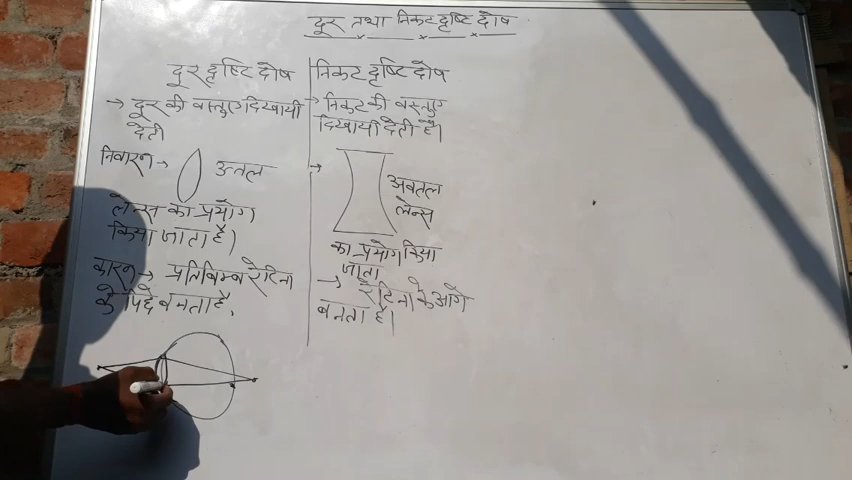 दूर तथा निकट दृष्टि दोष
दूर दृष्टि दोष
→ दूर की वस्तुए दिखायी
देती
निवारण → उत्तल
लेन्स का प्रयोग
किया जाता है।
कारण → प्रतिबिम्ब रेटिना
के पिछे बनता है.
निकट दृष्टि दोष
→ निकट की वस्तुए
दिखायी देती है।
→ अवतल
लेन्स
का प्रयोग किया
जाता
→ रेटिना के आगे
बनता है।